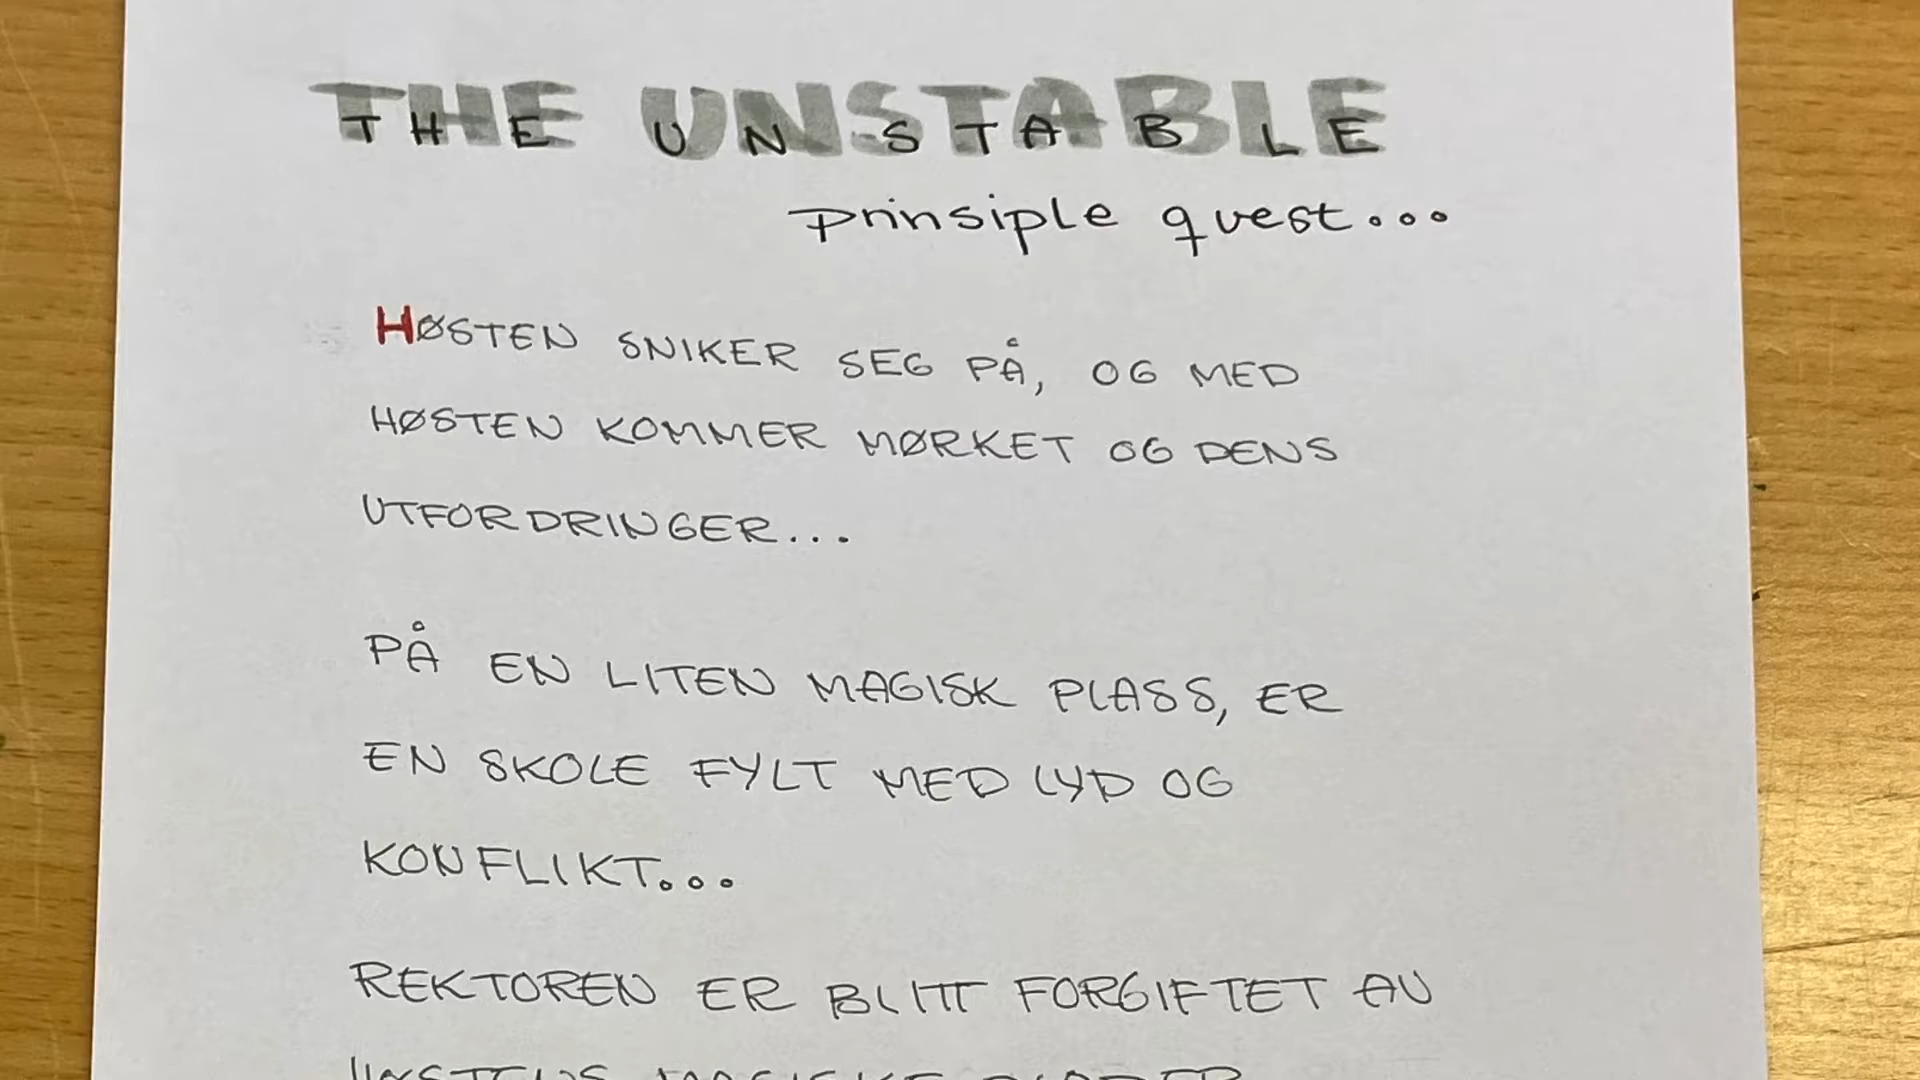 THE UNSTABLE
prinsiple quest...
HØSTEN SNIKER SEG PÅ, OG MED
HØSTEN KOMMER MØRKET OG DENS
UTFORDRINGER...
PÅ EN LITEN MAGISK PLASS, ER
EN SKOLE FYLT MED LYD OG
KONFLIKT...
REKTOREN ER BLITT FORGIFTET AV